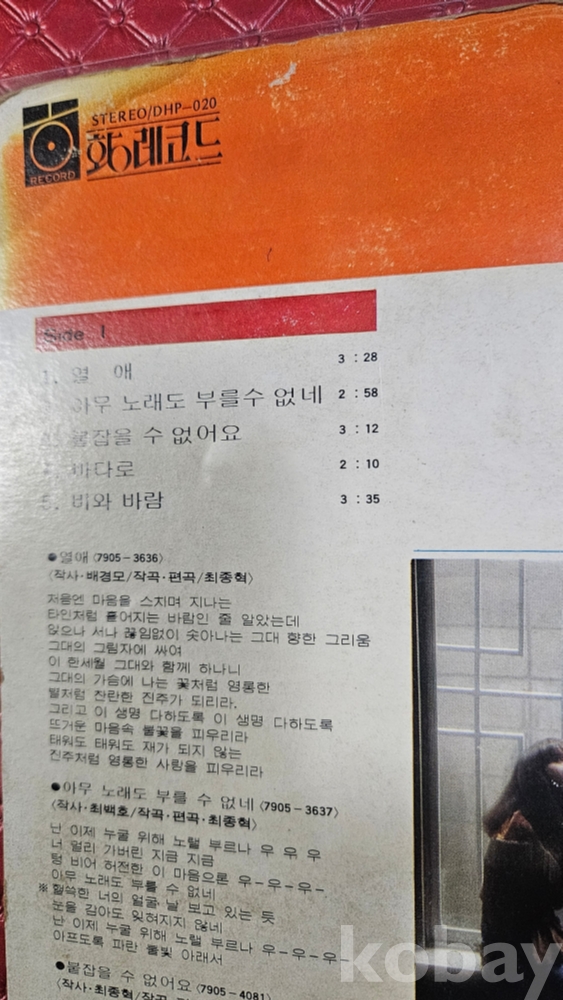 STEREO/DHP-020
RECORD
레코드
Side 1
1. 열 애 3 : 28
아무 노래도 부를수 없네 2 : 58
붙잡을 수 없어요 3 : 12
바다로 2 : 10
5. 비와 바람 3 : 35
●열애〈7905-3636〉
〈작사·배경모/작곡·편곡/최종혁〉
처음엔 마음을 스치며 지나는
타인처럼 흩어지는 바람인 줄 알았는데
앉으나 서나 끊임없이 솟아나는 그대 향한 그리움
그대의 그림자에 싸여
이 한세월 그대와 함께 하나니
그대의 가슴에 나는 꽃처럼 영롱한
별처럼 찬란한 진주가 되리라.
그리고 이 생명 다하도록 이 생명 다하도록
뜨거운 마음속 불꽃을 피우리라
태워도 태워도 재가 되지 않는
진주처럼 영롱한 사랑을 피우리라
●아무 노래도 부를 수 없네〈7905-3637〉
〈작사·최백호/작곡·편곡·최종혁〉
난 이제 누굴 위해 노랠 부르나 우 우 우
너 멀리 가버린 지금 지금
텅 비어 허전한 이 마음으론 우-우-우-
아무 노래도 부를 수 없네
※핼쓱한 너의 얼굴 날 보고 있는 듯
눈을 감아도 잊혀지지 않네
난 이제 누굴 위해 노랠 부르나 우-우-우-
아프도록 파란 불빛 아래서
●붙잡을 수 없어요〈7905-4081〉
〈작사·최종혁/작곡
kobay